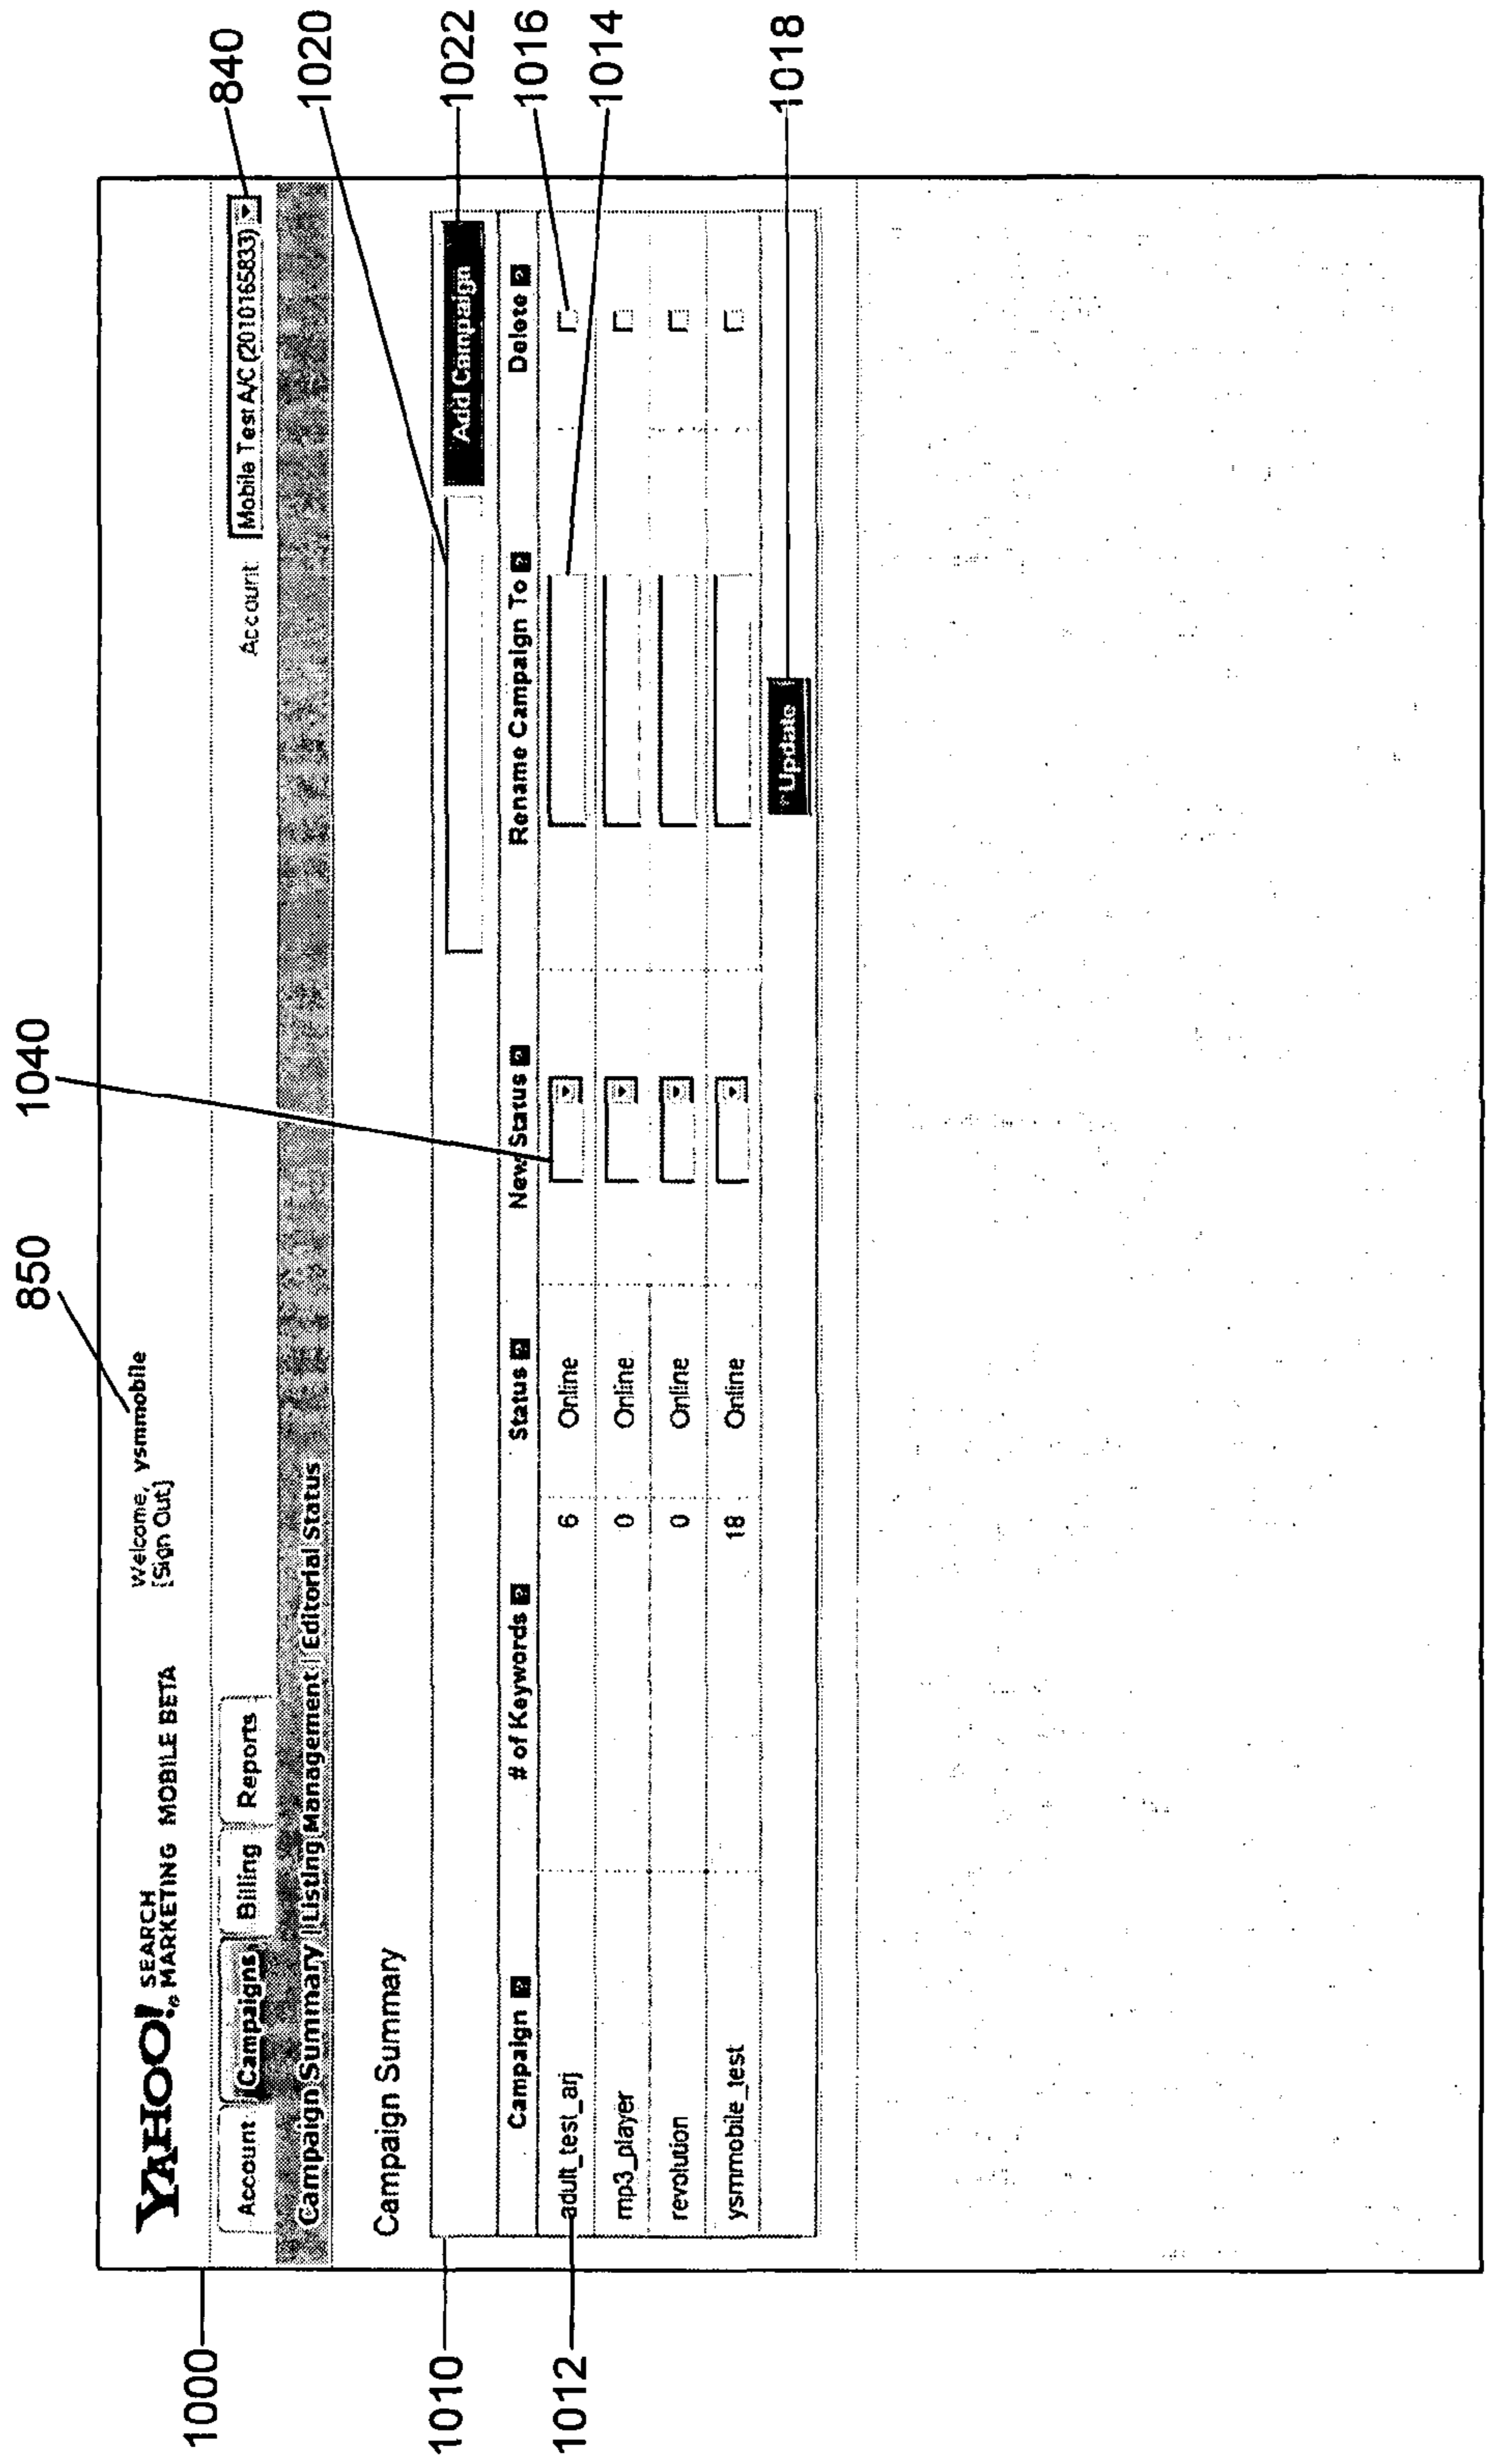 850
1040
YAHOO! SEARCH
MARKETING MOBILE BETA
Welcome, ysmmobile
[Sign Out]
1000
Account Campaigns Billing Reports
Account Mobile Test A/C (2010165833)
840
Campaign Summary | Listing Management | Editorial Status
1020
Campaign Summary
1010
Add Campaign
1022
Campaign ? # of Keywords ? Status ? New Status ? Rename Campaign To ? Delete ?
1012
adult_test_arj 6 Online
1016
1014
mp3_player 0 Online
revolution 0 Online
ysmmobile_test 18 Online
Update
1018